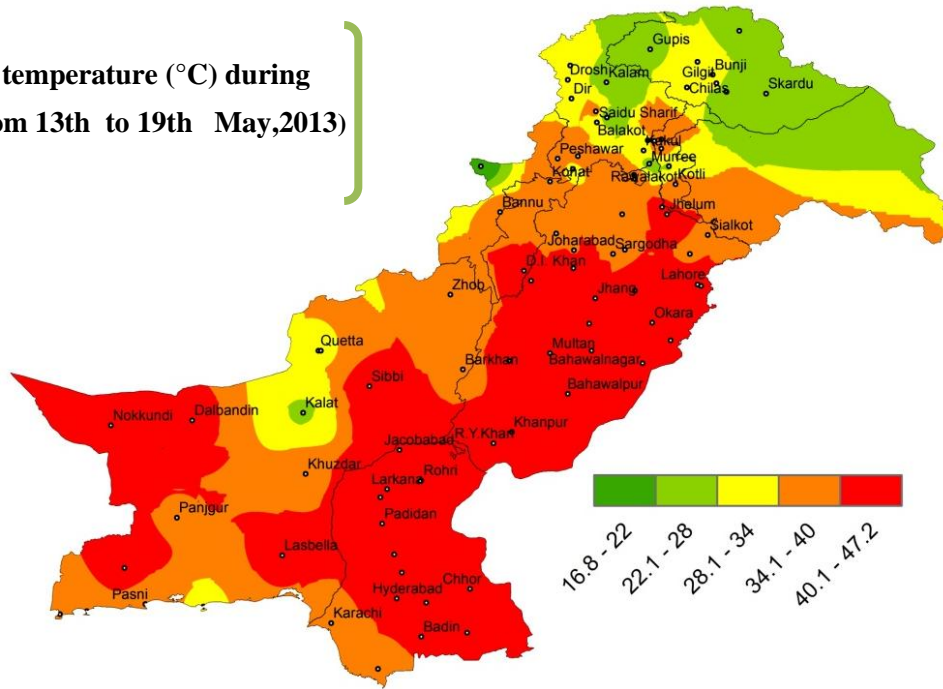 temperature (°C) during
om 13th to 19th May,2013)
Gupis
Drosh
Kalam
Gilgit
Bunji
Chilas
Skardu
Dir
Saidu Sharif
Balakot
Peshawar
Murree
Kohat
Kotli
Bannu
Jhelum
Sialkot
Joharabad
Sargodha
D.I. Khan
Lahore
Zhob
Jhang
Okara
Quetta
Multan
Barkhan
Bahawalnagar
Sibbi
Bahawalpur
Kalat
Nokkundi
Dalbandin
Khanpur
R.Y.Khan
Jacobabad
Khuzdar
Rohri
Larkana
Panjgur
Padidan
Lasbella
Pasni
Hyderabad
Chhor
Karachi
Badin
16.8 - 22
22.1 - 28
28.1 - 34
34.1 - 40
40.1 - 47.2